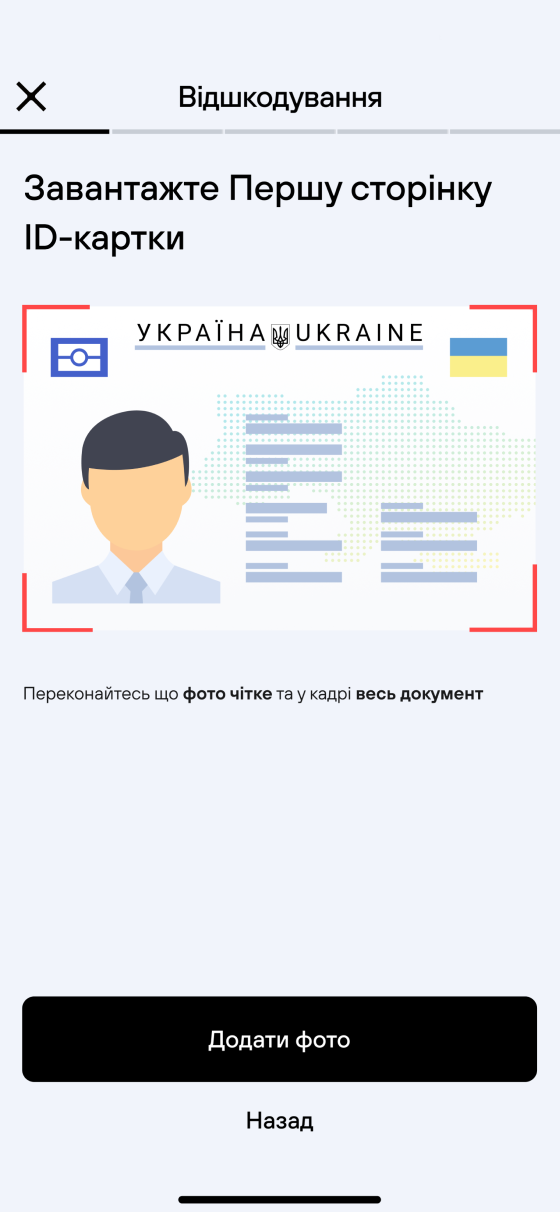 Відшкодування
Завантажте Першу сторінку
ID-картки
УКРАЇНА UKRAINE
Переконайтесь що фото чітке та у кадрі весь документ
Додати фото
Назад